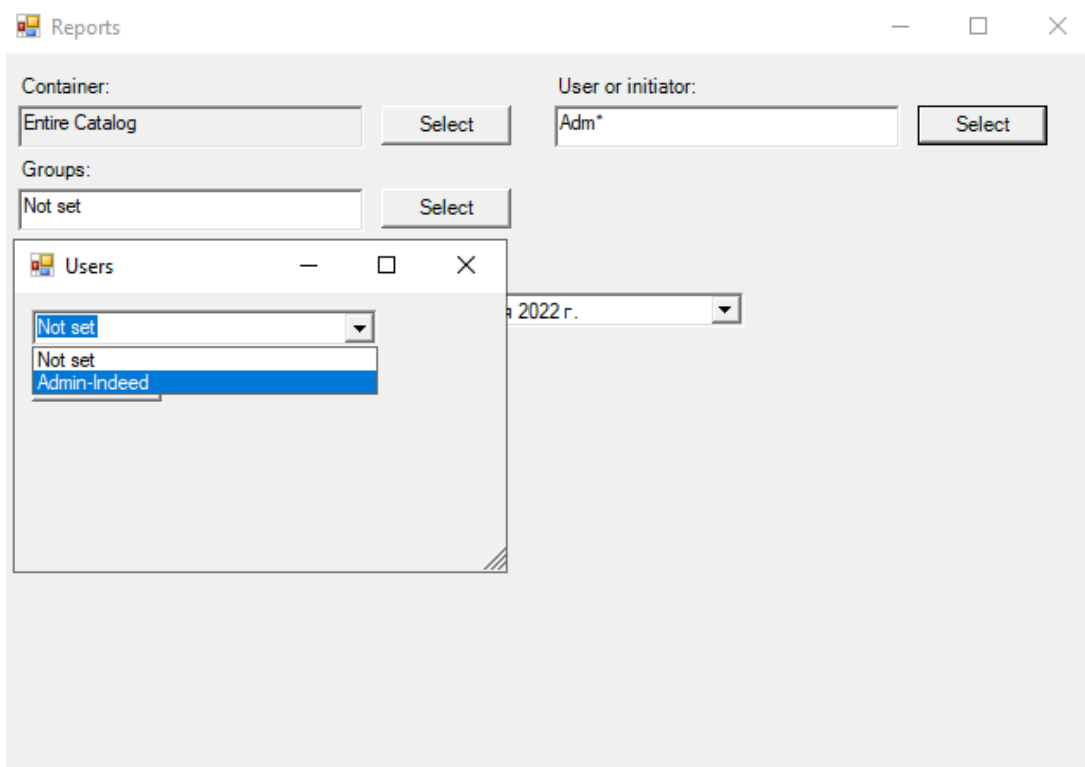 Reports
Container:
User or initiator:
Entire Catalog
Select
Adm*
Select
Groups:
Not set
Select
Users
2022 г.
Not set
Not set
Admin-Indeed